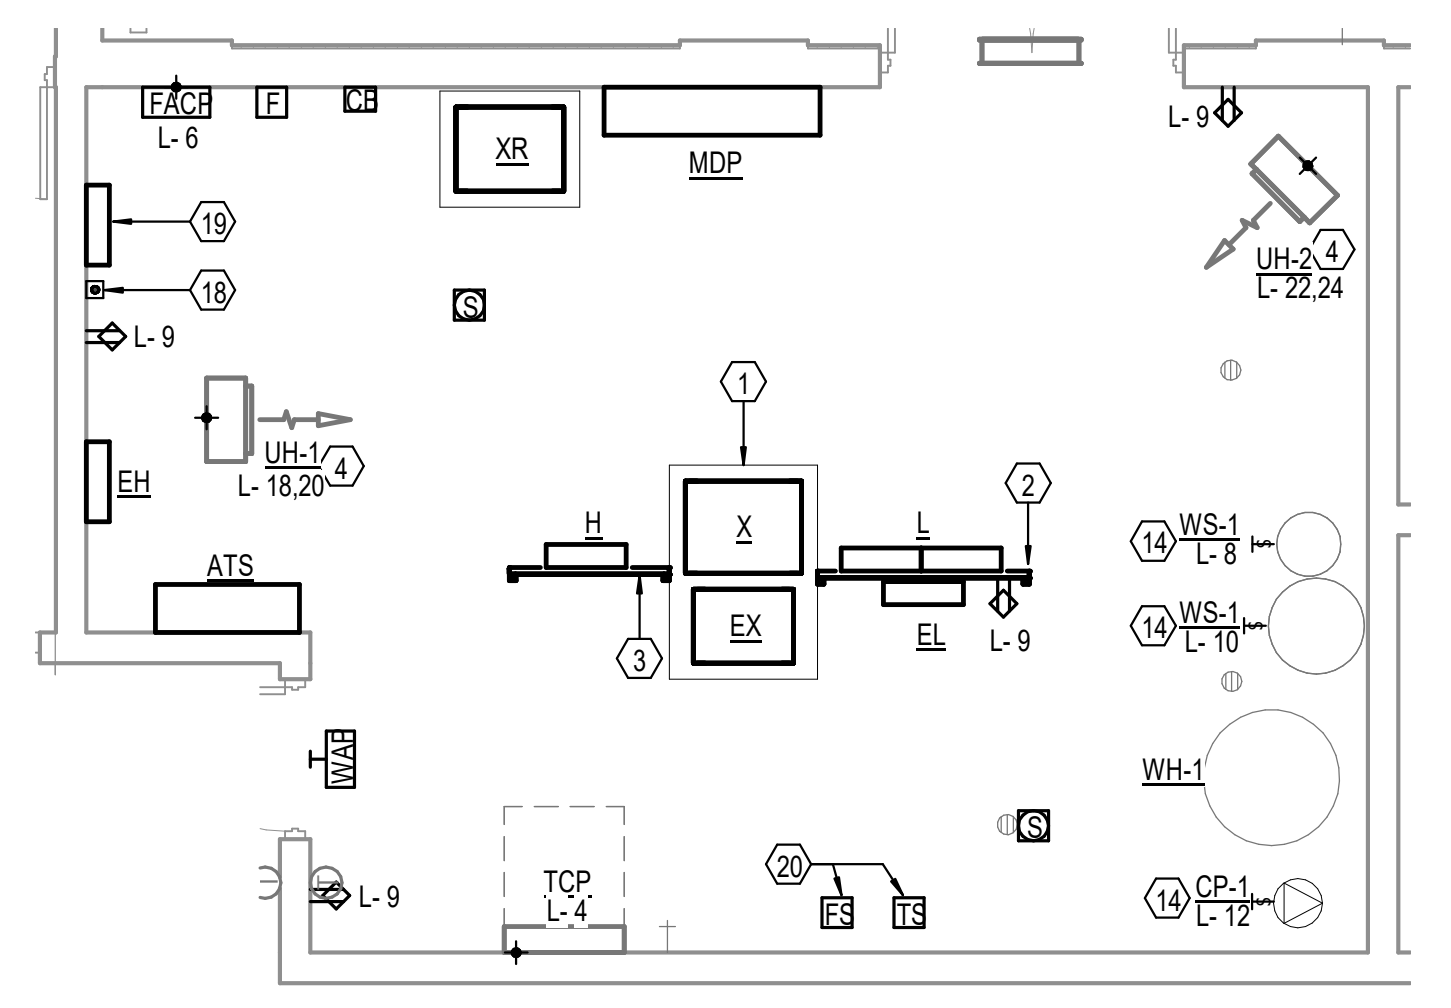 FACP
F
CB
L- 6
XR
MDP
L- 9
19
UH-2
4
L- 22,24
18
S
L- 9
1
UH-1
4
L- 18,20
EH
2
H
X
L
14
WS-1
L- 8
ATS
EX
EL
L- 9
3
14
WS-1
L- 10
WAP
WH-1
S
20
TCP
L- 4
L- 9
FS
TS
14
CP-1
L- 12